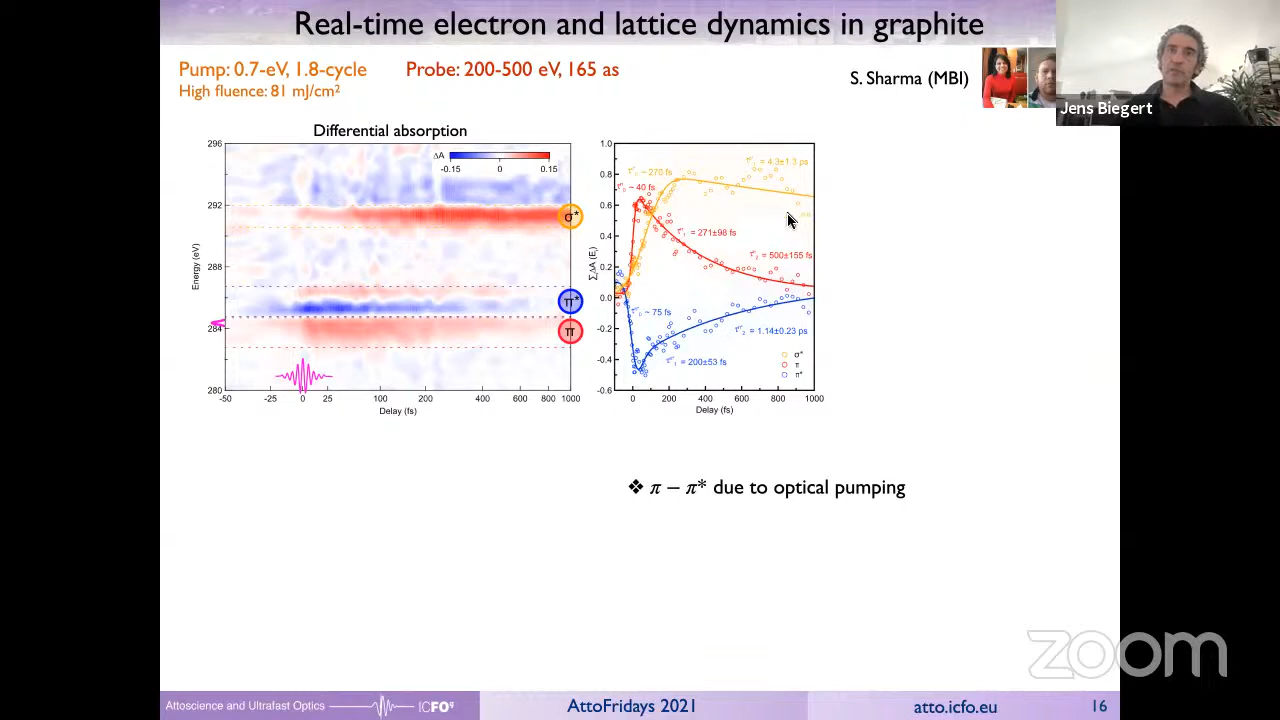 Real-time electron and lattice dynamics in graphite
Pump: 0.7-eV, 1.8-cycle
Probe: 200-500 eV, 165 as
High fluence: 81 mJ/cm²
S. Sharma (MBI)
Jens Biegert
Differential absorption
296
292
288
284
280
Energy (eV)
ΔA
-0.15
0
0.15
σ*
π*
π
-50
-25
0
25
100
200
400
600
800
1000
Delay (fs)
1.0
0.8
0.6
0.4
0.2
0.0
-0.2
-0.4
-0.6
~ 270 fs
= 4.3±1.3 ps
~ 40 fs
= 271±98 fs
= 500±155 fs
~ 75 fs
= 1.14±0.23 ps
= 200±53 fs
σ*
π
π*
0
200
400
600
800
1000
Delay (fs)
❖ π − π* due to optical pumping
zoom
Attoscience and Ultrafast Optics
ICFO
AttoFridays 2021
atto.icfo.eu
16